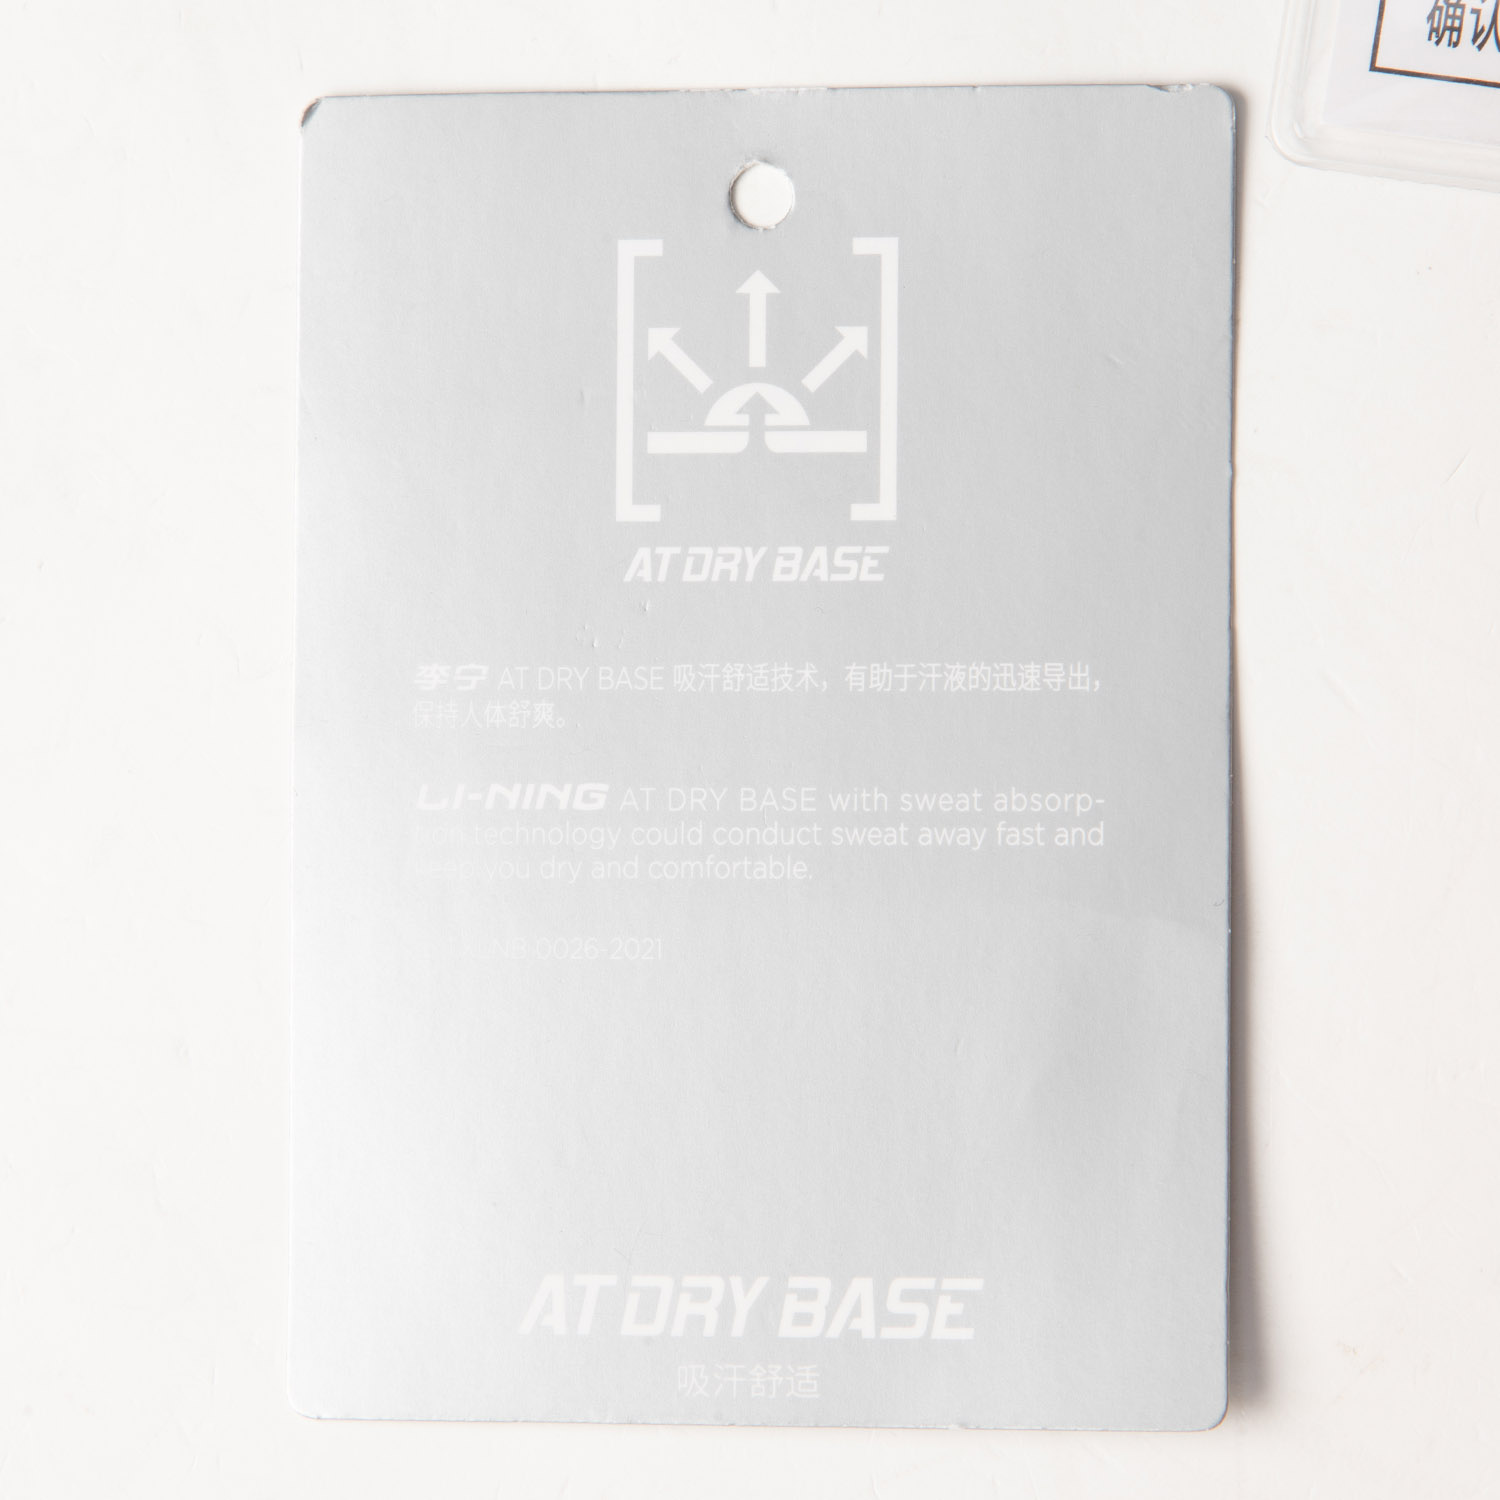 确认
AT DRY BASE
李宁 AT DRY BASE 吸汗舒适技术，有助于汗液的迅速导出，
保持人体舒爽。
LI-NING AT DRY BASE with sweat absorp-
tion technology could conduct sweat away fast and
keep you dry and comfortable.
0026-2021
AT DRY BASE
吸汗舒适